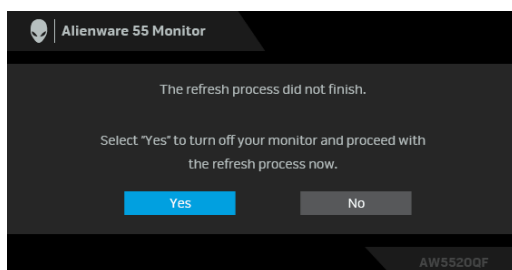 Alienware 55 Monitor
The refresh process did not finish.
Select "Yes" to turn off your monitor and proceed with
the refresh process now.
Yes
No
AW5520QF